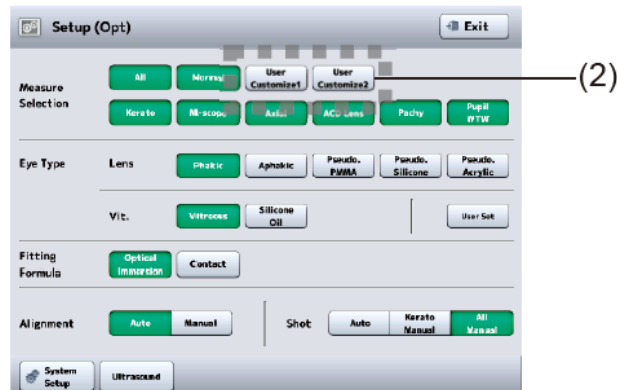 Setup (Opt)
Exit
Measure
Selection
All
Normal
User
Customize1
User
Customize2
(2)
Kerato
M-scope
Axial
ACD Lens
Pachy
Pupil
WTW
Eye Type
Lens
Phakic
Aphakic
Pseudo.
PMMA
Pseudo.
Silicone
Pseudo.
Acrylic
Vit.
Vitreous
Silicone
Oil
User Set
Fitting
Formula
Optical
Immersion
Contact
Alignment
Auto
Manual
Shot
Auto
Kerato
Manual
All
Manual
System
Setup
Ultrasound